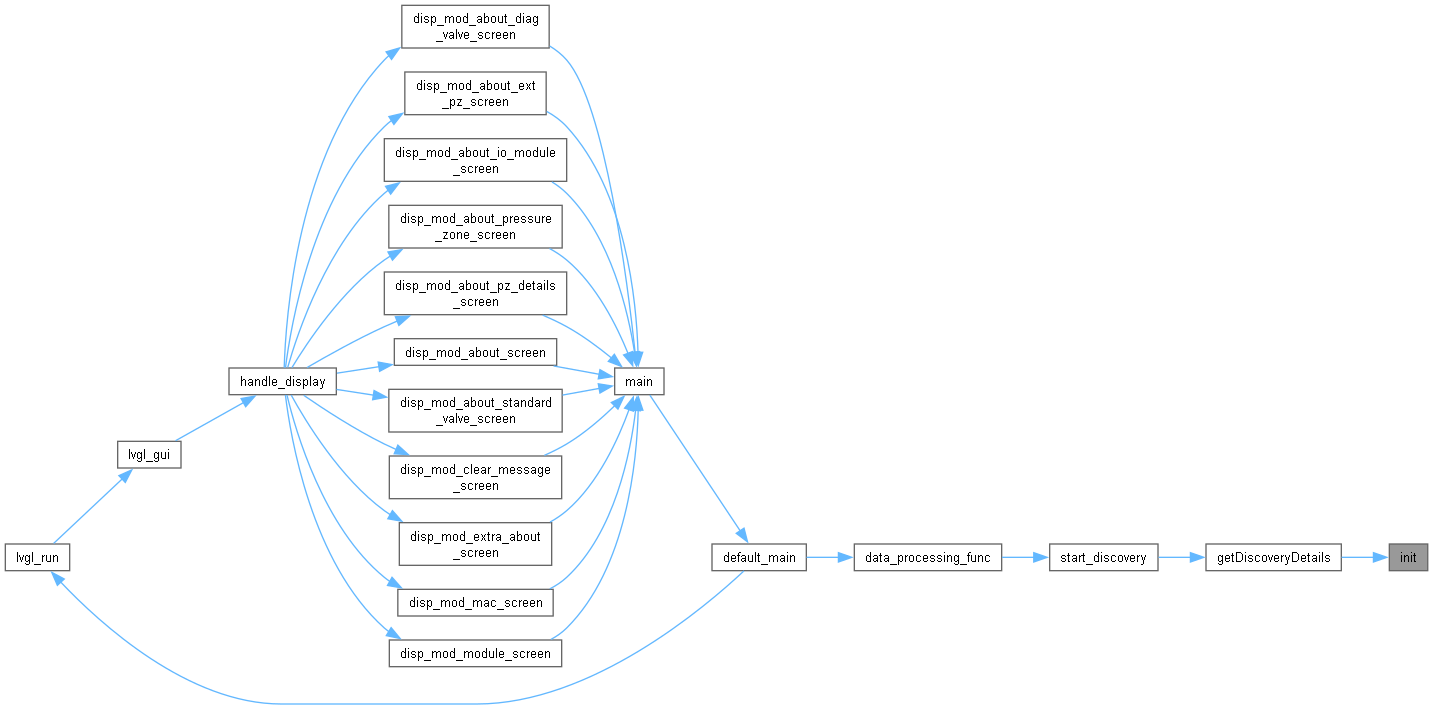 disp_mod_about_diag
_valve_screen
disp_mod_about_ext
_pz_screen
disp_mod_about_io_module
_screen
disp_mod_about_pressure
_zone_screen
disp_mod_about_pz_details
_screen
disp_mod_about_screen
handle_display
main
disp_mod_about_standard
_valve_screen
lvgl_gui
disp_mod_clear_message
_screen
disp_mod_extra_about
_screen
lvgl_run
default_main
data_processing_func
start_discovery
getDiscoveryDetails
init
disp_mod_mac_screen
disp_mod_module_screen